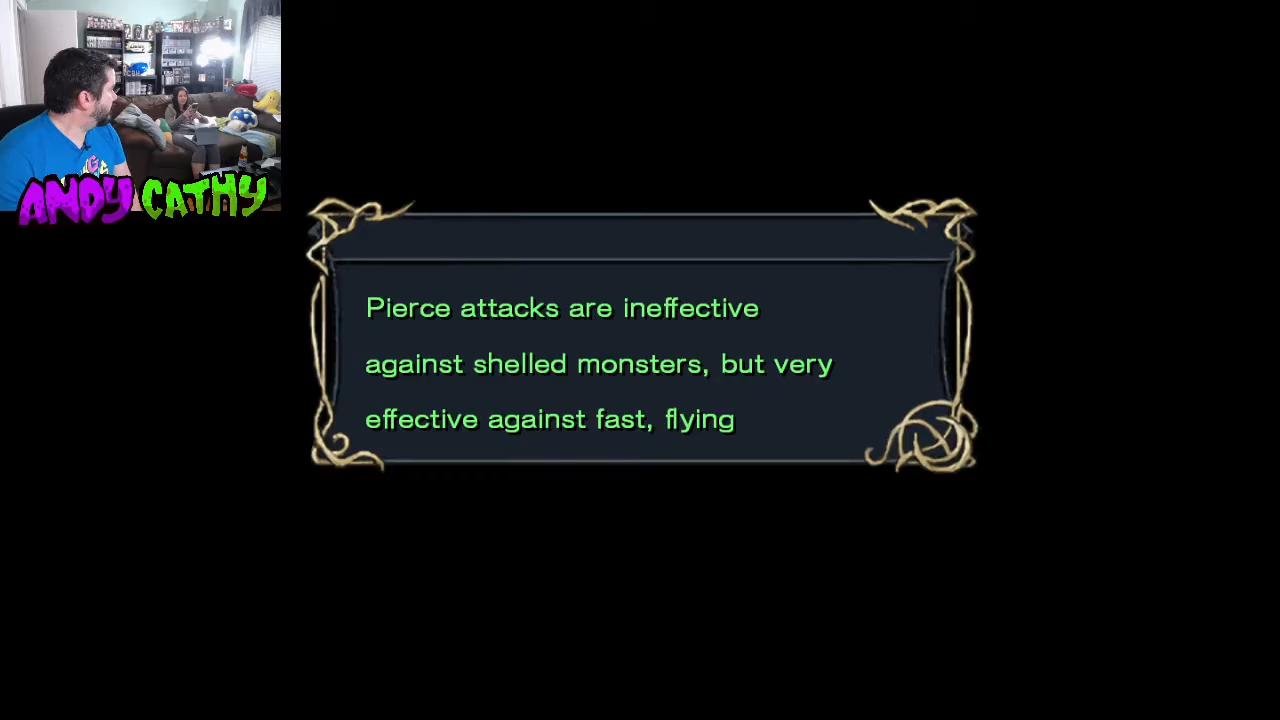 ANDY CATHY
Pierce attacks are ineffective
against shelled monsters, but very
effective against fast, flying